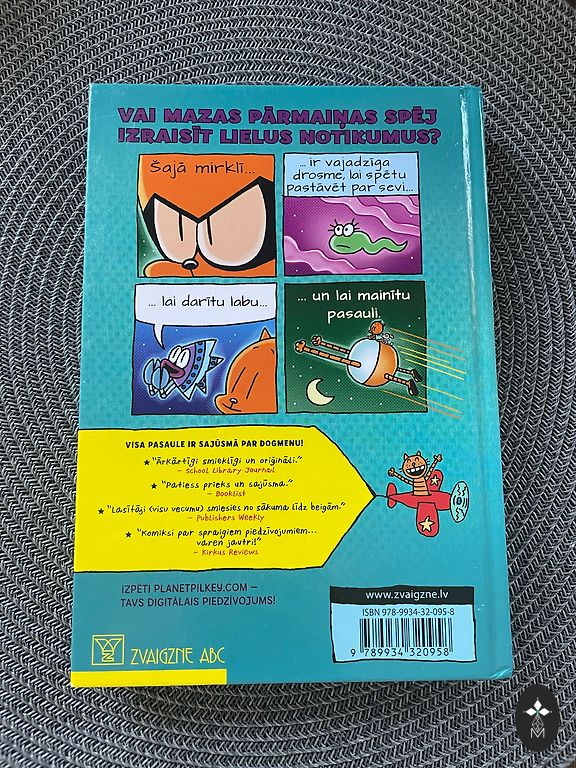 VAI MAZAS PĀRMAIŅAS SPĒJ
IZRAISĪT LIELUS NOTIKUMUS?
Šajā mirklī...
... ir vajadzīga
drosme, lai spētu
pastāvēt par sevi...
... lai darītu labu...
... un lai mainītu
pasauli.
VISA PASAULE IR SAJŪSMĀ PAR DOGMENU!
★ "Ārkārtīgi smieklīgi un oriģināli."
– School Library Journal
★ "Patiess prieks un sajūsma."
– Booklist
★ "Lasītāji (visu vecumu) smiesies no sākuma līdz beigām."
– Publishers Weekly
★ "Komiksi par spraigiem piedzīvojumiem...
varen jautri!"
– Kirkus Reviews
IZPĒTI PLANETPILKEY.COM –
TAVS DIGITĀLAIS PIEDZĪVOJUMS!
www.zvaigzne.lv
ISBN 978-9934-32-095-8
9 789934 320958
ZVAIGZNE ABC
M